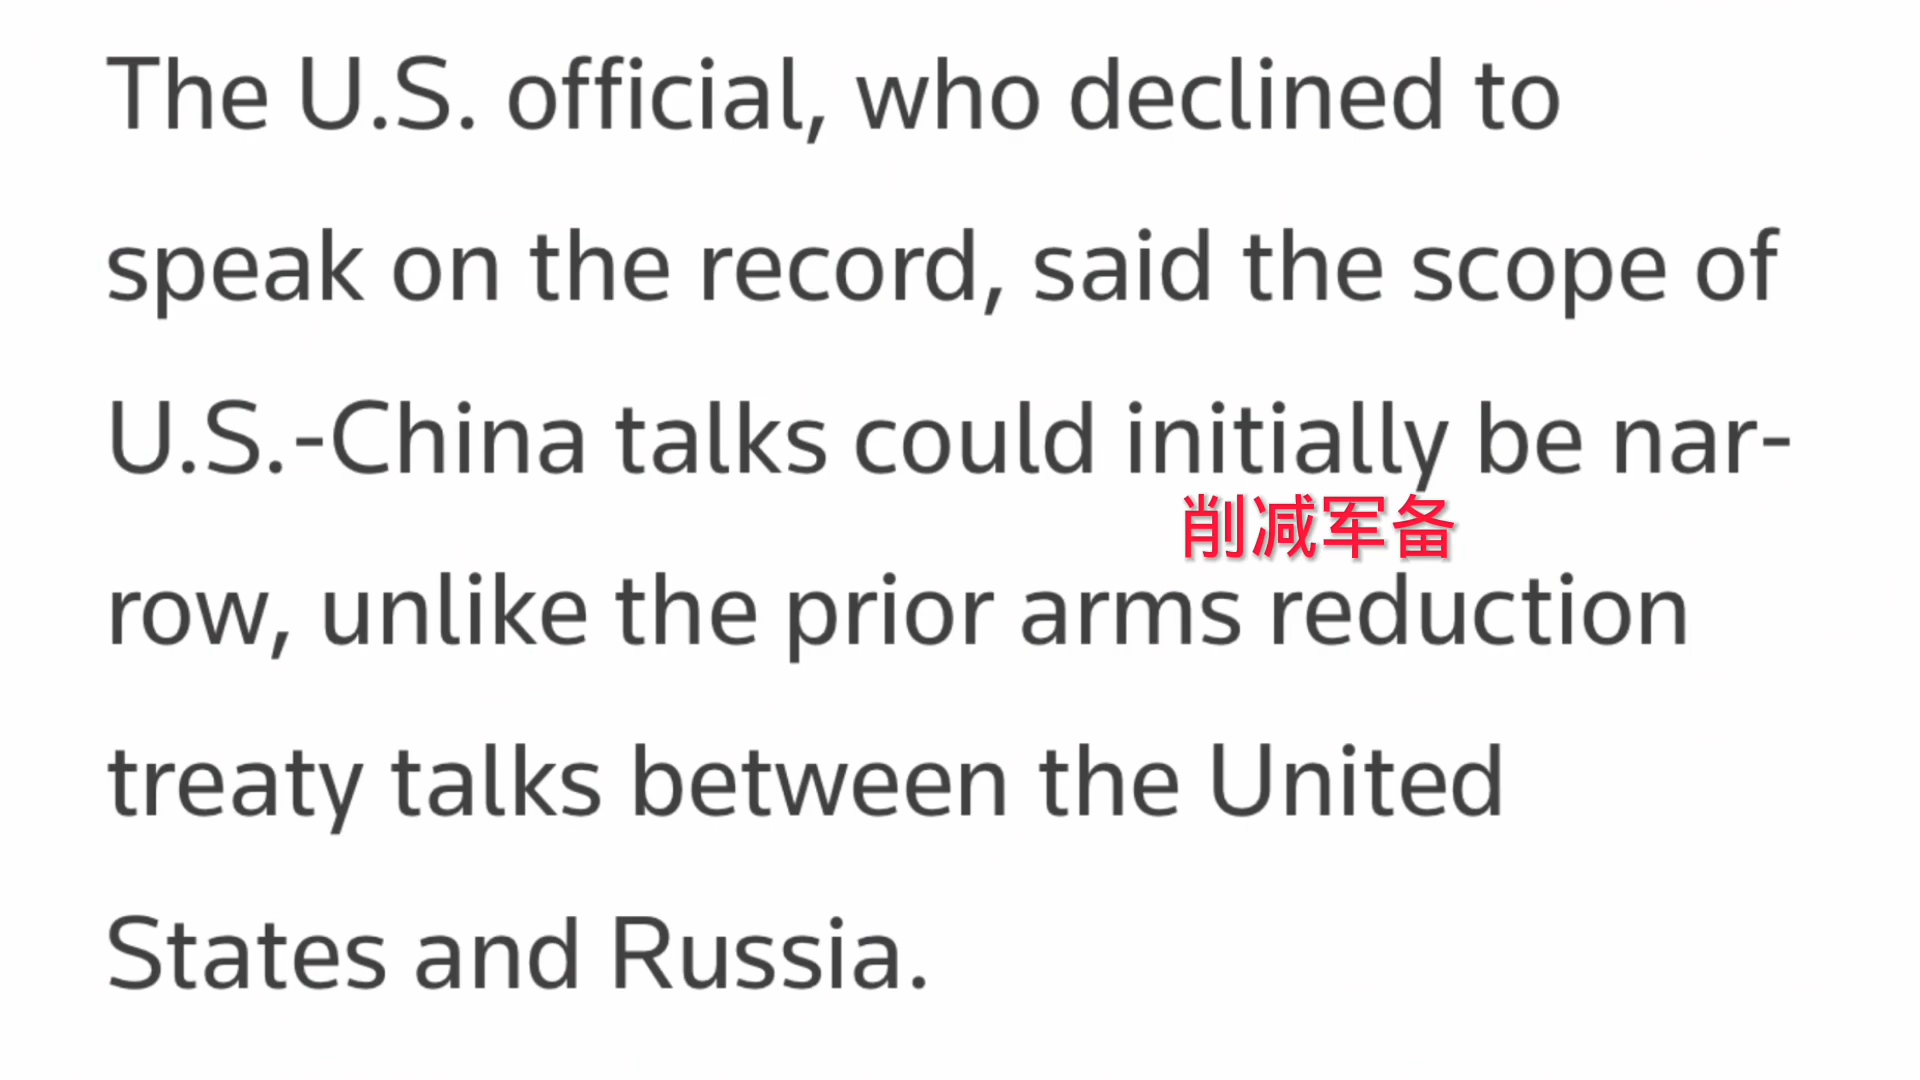 The U.S. official, who declined to
speak on the record, said the scope of
U.S.-China talks could initially be nar-
削减军备
row, unlike the prior arms reduction
treaty talks between the United
States and Russia.